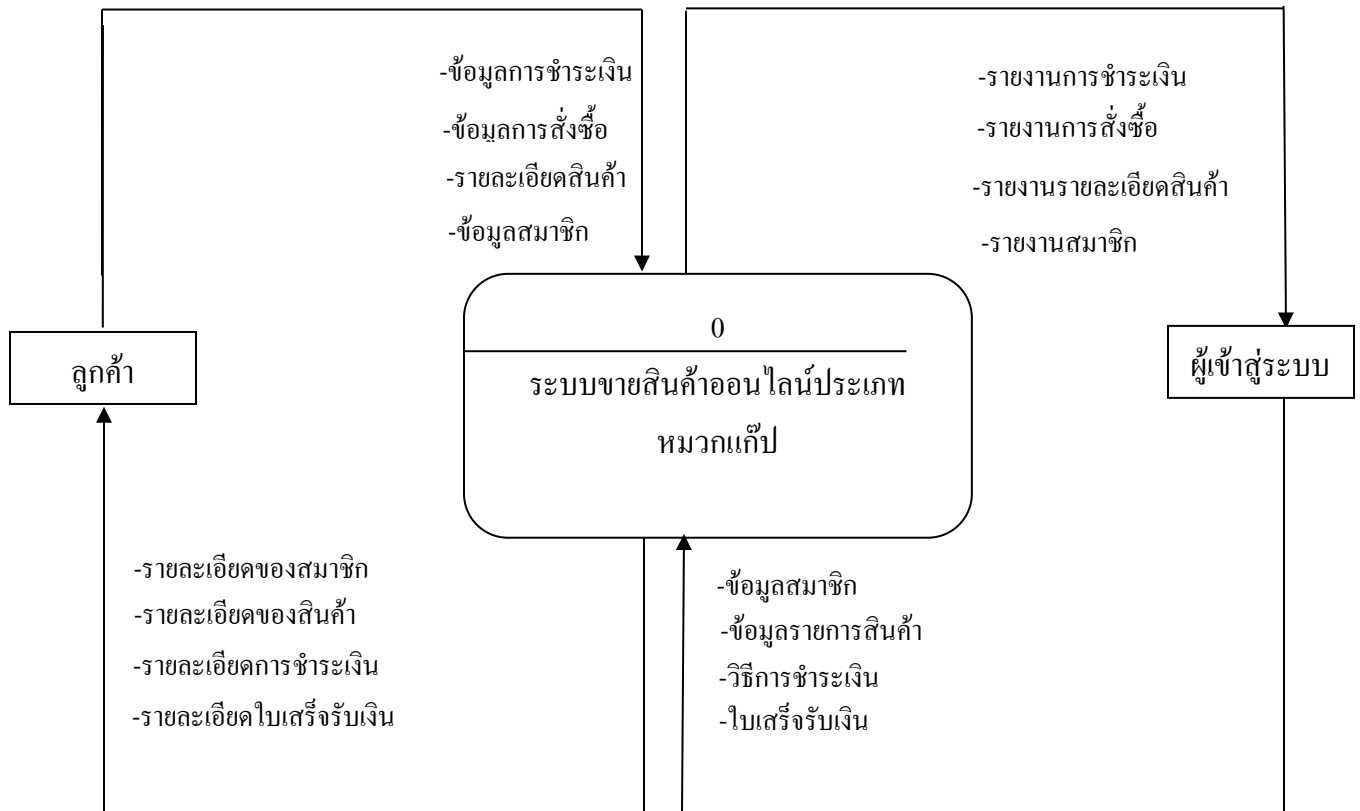 -ข้อมูลการชำระเงิน
-ข้อมูลการสั่งซื้อ
-รายละเอียดสินค้า
-ข้อมูลสมาชิก
-รายงานการชำระเงิน
-รายงานการสั่งซื้อ
-รายงานรายละเอียดสินค้า
-รายงานสมาชิก
ลูกค้า
0
ระบบขายสินค้าออนไลน์ประเภท
หมวกแก๊ป
ผู้เข้าสู่ระบบ
-รายละเอียดของสมาชิก
-รายละเอียดของสินค้า
-รายละเอียดการชำระเงิน
-รายละเอียดใบเสร็จรับเงิน
-ข้อมูลสมาชิก
-ข้อมูลรายการสินค้า
-วิธีการชำระเงิน
-ใบเสร็จรับเงิน